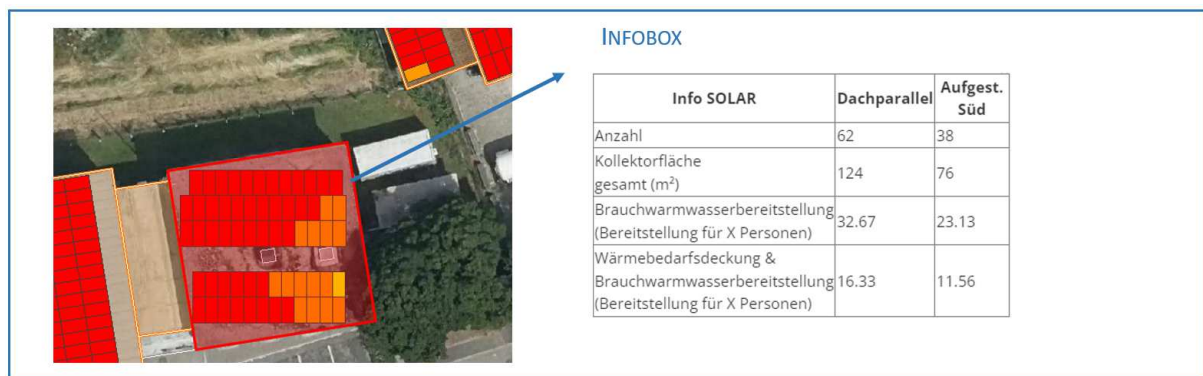 INFOBOX
Info SOLAR Dachparallel Aufgest. Süd
Anzahl 62 38
Kollektorfläche
gesamt (m²) 124 76
Brauchwarmwasserbereitstellung
(Bereitstellung für X Personen) 32.67 23.13
Wärmebedarfsdeckung &
Brauchwarmwasserbereitstellung 16.33 11.56
(Bereitstellung für X Personen)